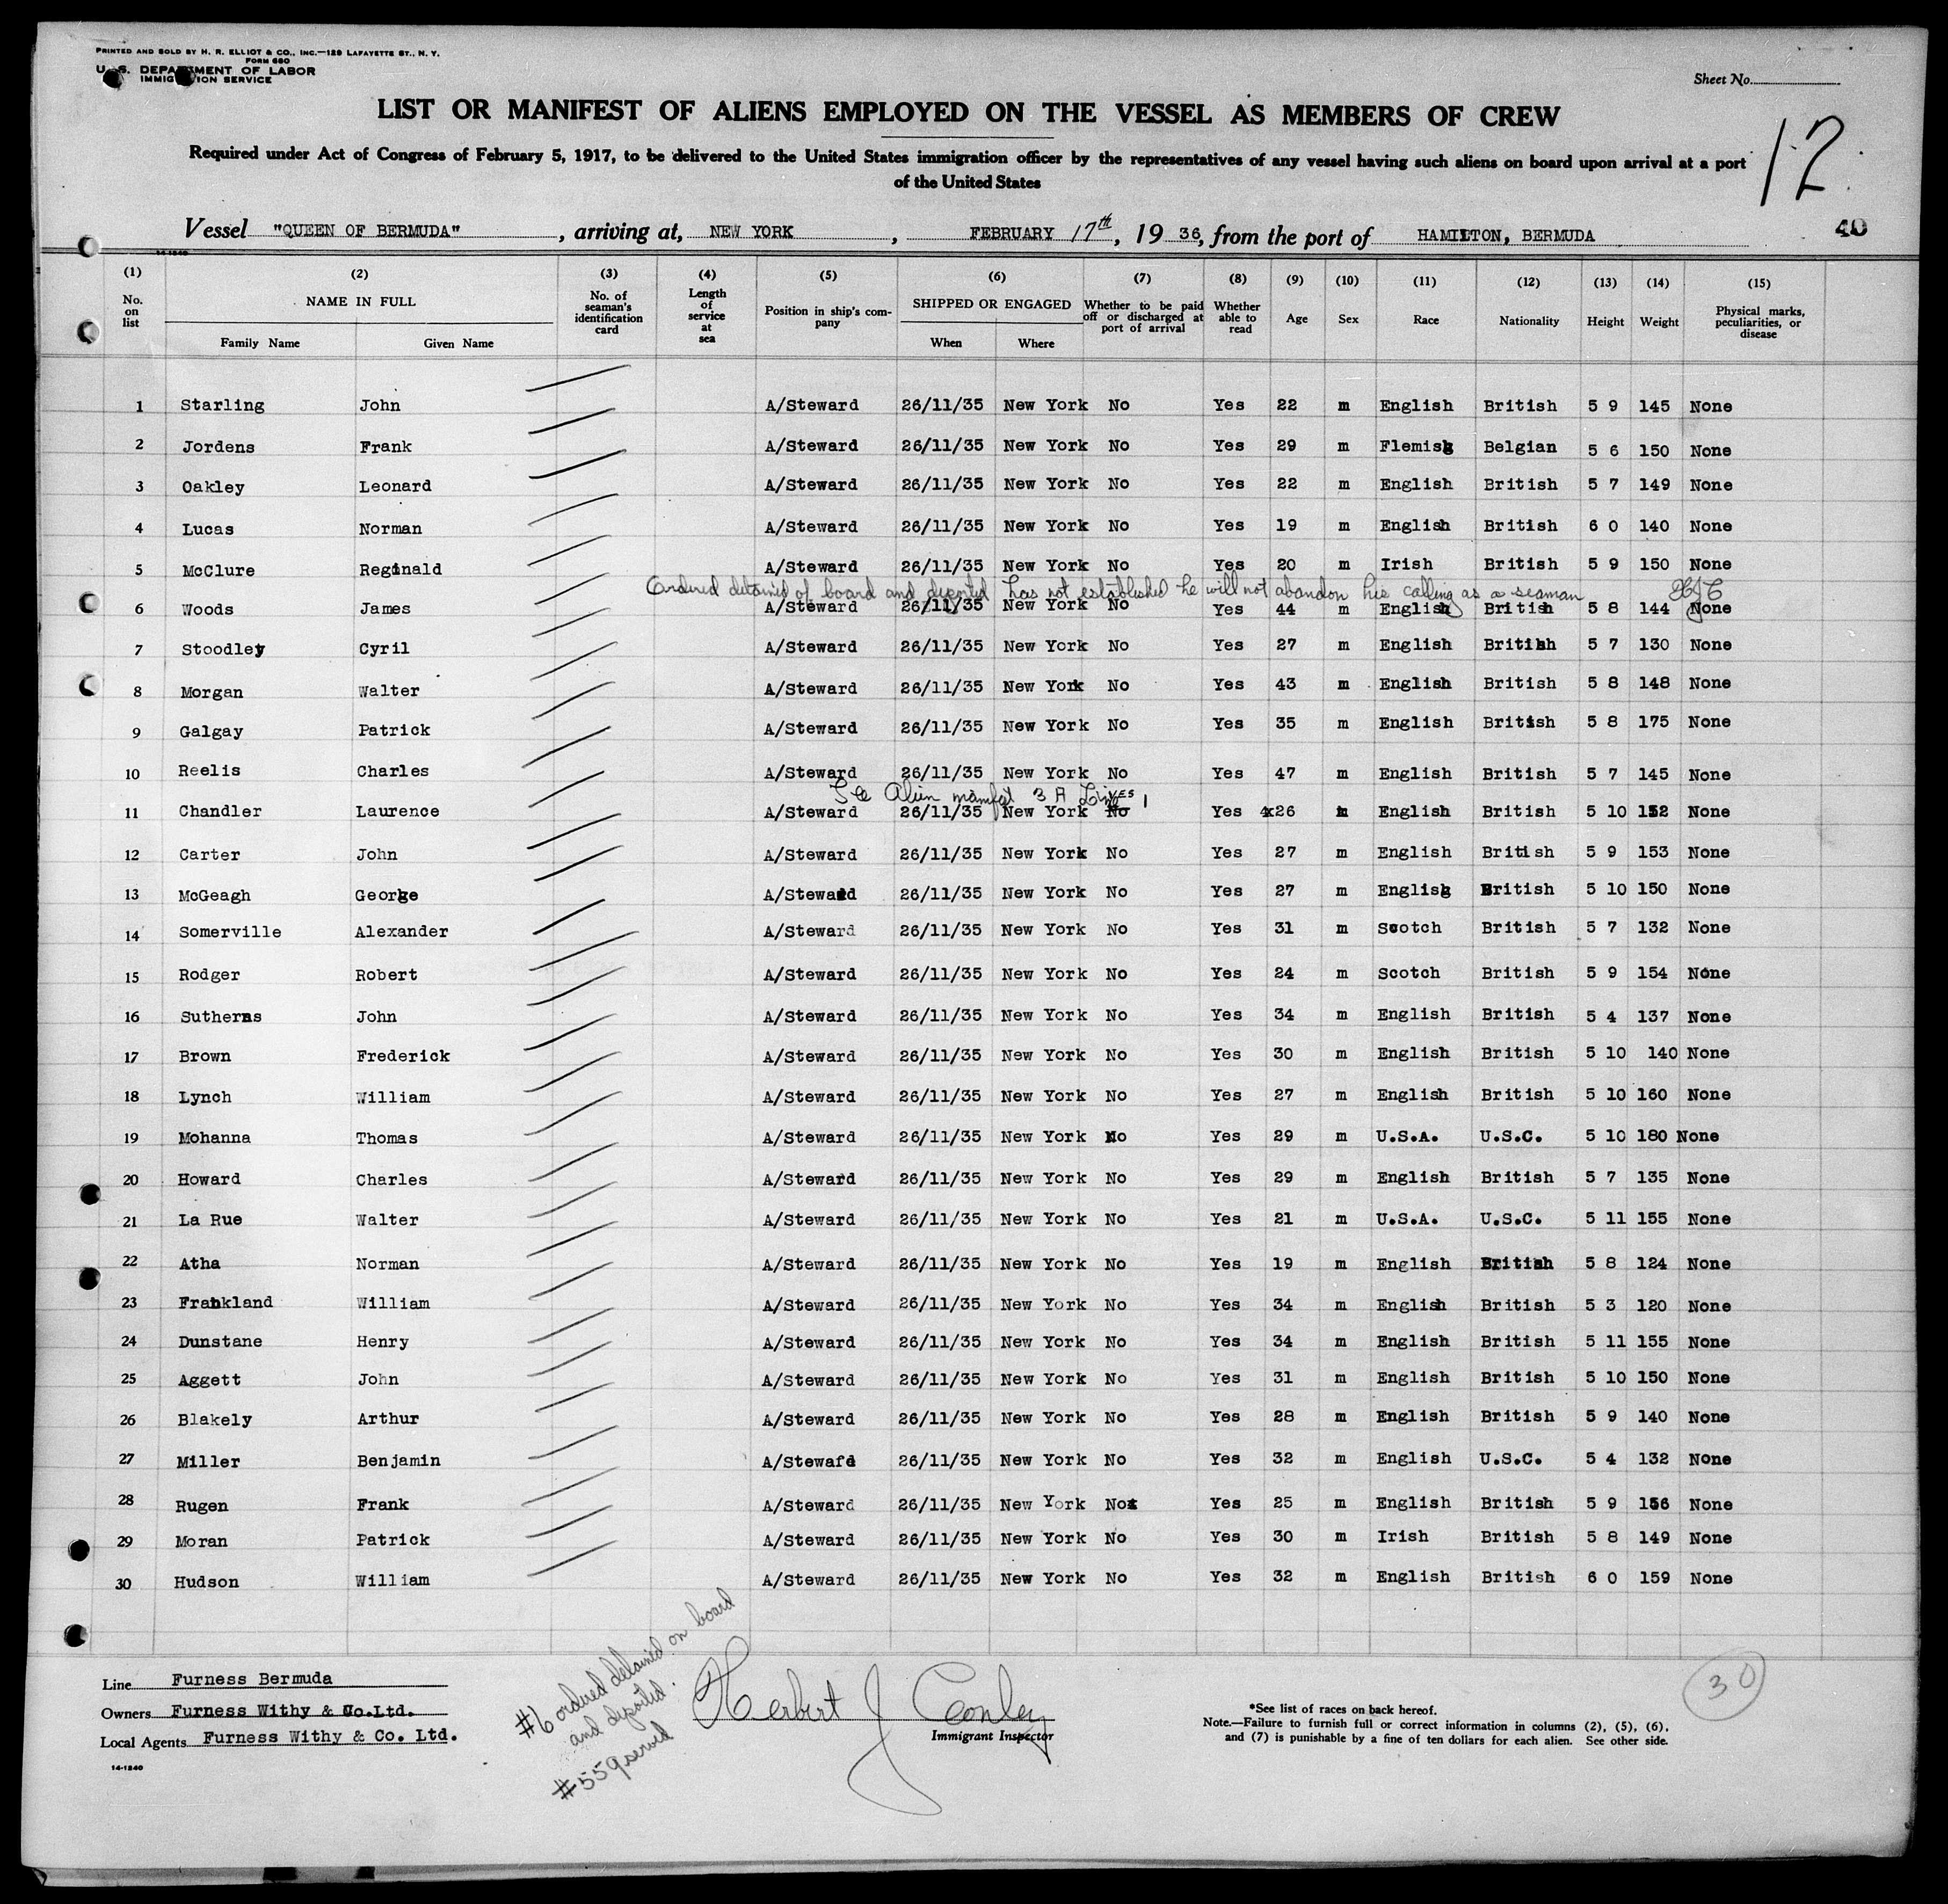 PRINTED AND SOLD BY H. R. ELLIOT & CO., INC.—129 LAFAYETTE ST., N. Y.
FORM 680
U. S. DEPARTMENT OF LABOR
IMMIGRATION SERVICE
Sheet No.
LIST OR MANIFEST OF ALIENS EMPLOYED ON THE VESSEL AS MEMBERS OF CREW
12
Required under Act of Congress of February 5, 1917, to be delivered to the United States immigration officer by the representatives of any vessel having such aliens on board upon arrival at a port
of the United States
Vessel "QUEEN OF BERMUDA", arriving at, NEW YORK, FEBRUARY 17th, 19 36, from the port of HAMILTON, BERMUDA
40
14-1240
(1) (2) (3) (4) (5) (6) (7) (8) (9) (10) (11) (12) (13) (14) (15)
No. on list NAME IN FULL Family Name Given Name No. of seaman's identification card Length of service at sea Position in ship's company SHIPPED OR ENGAGED When Where Whether to be paid off or discharged at port of arrival Whether able to read Age Sex Race Nationality Height Weight Physical marks, peculiarities, or disease
1 Starling John A/Steward 26/11/35 New York No Yes 22 m English British 5 9 145 None
2 Jordens Frank A/Steward 26/11/35 New York No Yes 29 m Flemish Belgian 5 6 150 None
3 Oakley Leonard A/Steward 26/11/35 New York No Yes 22 m English British 5 7 149 None
4 Lucas Norman A/Steward 26/11/35 New York No Yes 19 m English British 6 0 140 None
5 McClure Reginald A/Steward 26/11/35 New York No Yes 20 m Irish British 5 9 150 None
Ordered detained of board and deported has not established he will not abandon his calling as a seaman HJC
6 Woods James A/Steward 26/11/35 New York No Yes 44 m English British 5 8 144 None
7 Stoodley Cyril A/Steward 26/11/35 New York No Yes 27 m English British 5 7 130 None
8 Morgan Walter A/Steward 26/11/35 New York No Yes 43 m English British 5 8 148 None
9 Galgay Patrick A/Steward 26/11/35 New York No Yes 35 m English British 5 8 175 None
10 Reelis Charles A/Steward 26/11/35 New York No Yes 47 m English British 5 7 145 None
See Alien manifest 3 A Line 1 YES
11 Chandler Laurence A/Steward 26/11/35 New York No Yes 26 m English British 5 10 152 None
12 Carter John A/Steward 26/11/35 New York No Yes 27 m English British 5 9 153 None
13 McGeagh George A/Steward 26/11/35 New York No Yes 27 m English British 5 10 150 None
14 Somerville Alexander A/Steward 26/11/35 New York No Yes 31 m Scotch British 5 7 132 None
15 Rodger Robert A/Steward 26/11/35 New York No Yes 24 m Scotch British 5 9 154 None
16 Sutherns John A/Steward 26/11/35 New York No Yes 34 m English British 5 4 137 None
17 Brown Frederick A/Steward 26/11/35 New York No Yes 30 m English British 5 10 140 None
18 Lynch William A/Steward 26/11/35 New York No Yes 27 m English British 5 10 160 None
19 Mohanna Thomas A/Steward 26/11/35 New York No Yes 29 m U.S.A. U.S.C. 5 10 180 None
20 Howard Charles A/Steward 26/11/35 New York No Yes 29 m English British 5 7 135 None
21 La Rue Walter A/Steward 26/11/35 New York No Yes 21 m U.S.A. U.S.C. 5 11 155 None
22 Atha Norman A/Steward 26/11/35 New York No Yes 19 m English British 5 8 124 None
23 Frankland William A/Steward 26/11/35 New York No Yes 34 m English British 5 3 120 None
24 Dunstane Henry A/Steward 26/11/35 New York No Yes 34 m English British 5 11 155 None
25 Aggett John A/Steward 26/11/35 New York No Yes 31 m English British 5 10 150 None
26 Blakely Arthur A/Steward 26/11/35 New York No Yes 28 m English British 5 9 140 None
27 Miller Benjamin A/Steward 26/11/35 New York No Yes 32 m English U.S.C. 5 4 132 None
28 Rugen Frank A/Steward 26/11/35 New York No Yes 25 m English British 5 9 156 None
29 Moran Patrick A/Steward 26/11/35 New York No Yes 30 m Irish British 5 8 149 None
30 Hudson William A/Steward 26/11/35 New York No Yes 32 m English British 6 0 159 None
Line Furness Bermuda
Owners Furness Withy & Co.Ltd.
Local Agents Furness Withy & Co. Ltd.
14-1240
#6 ordered detained on board
and deported.
#559 served
Herbert J Conley
Immigrant Inspector
30
*See list of races on back hereof.
Note.—Failure to furnish full or correct information in columns (2), (5), (6),
and (7) is punishable by a fine of ten dollars for each alien. See other side.